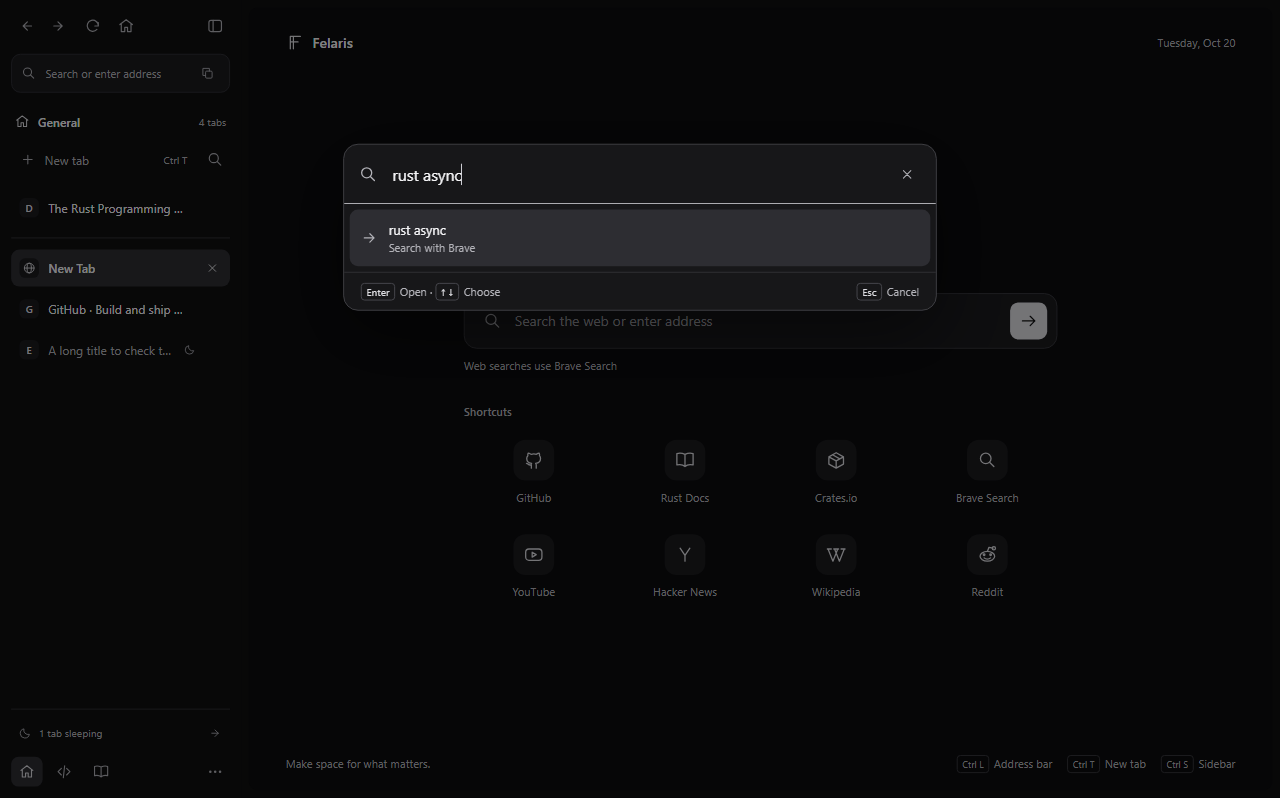 Felaris
Tuesday, Oct 20
Search or enter address
General
4 tabs
New tab
Ctrl T
D
The Rust Programming ...
New Tab
G
GitHub · Build and ship ...
E
A long title to check t...
rust async
rust async
Search with Brave
Enter Open · ↑↓ Choose
Esc Cancel
Search the web or enter address
Web searches use Brave Search
Shortcuts
GitHub
Rust Docs
Crates.io
Brave Search
YouTube
Hacker News
Wikipedia
Reddit
1 tab sleeping
Make space for what matters.
Ctrl L Address bar
Ctrl T New tab
Ctrl S Sidebar